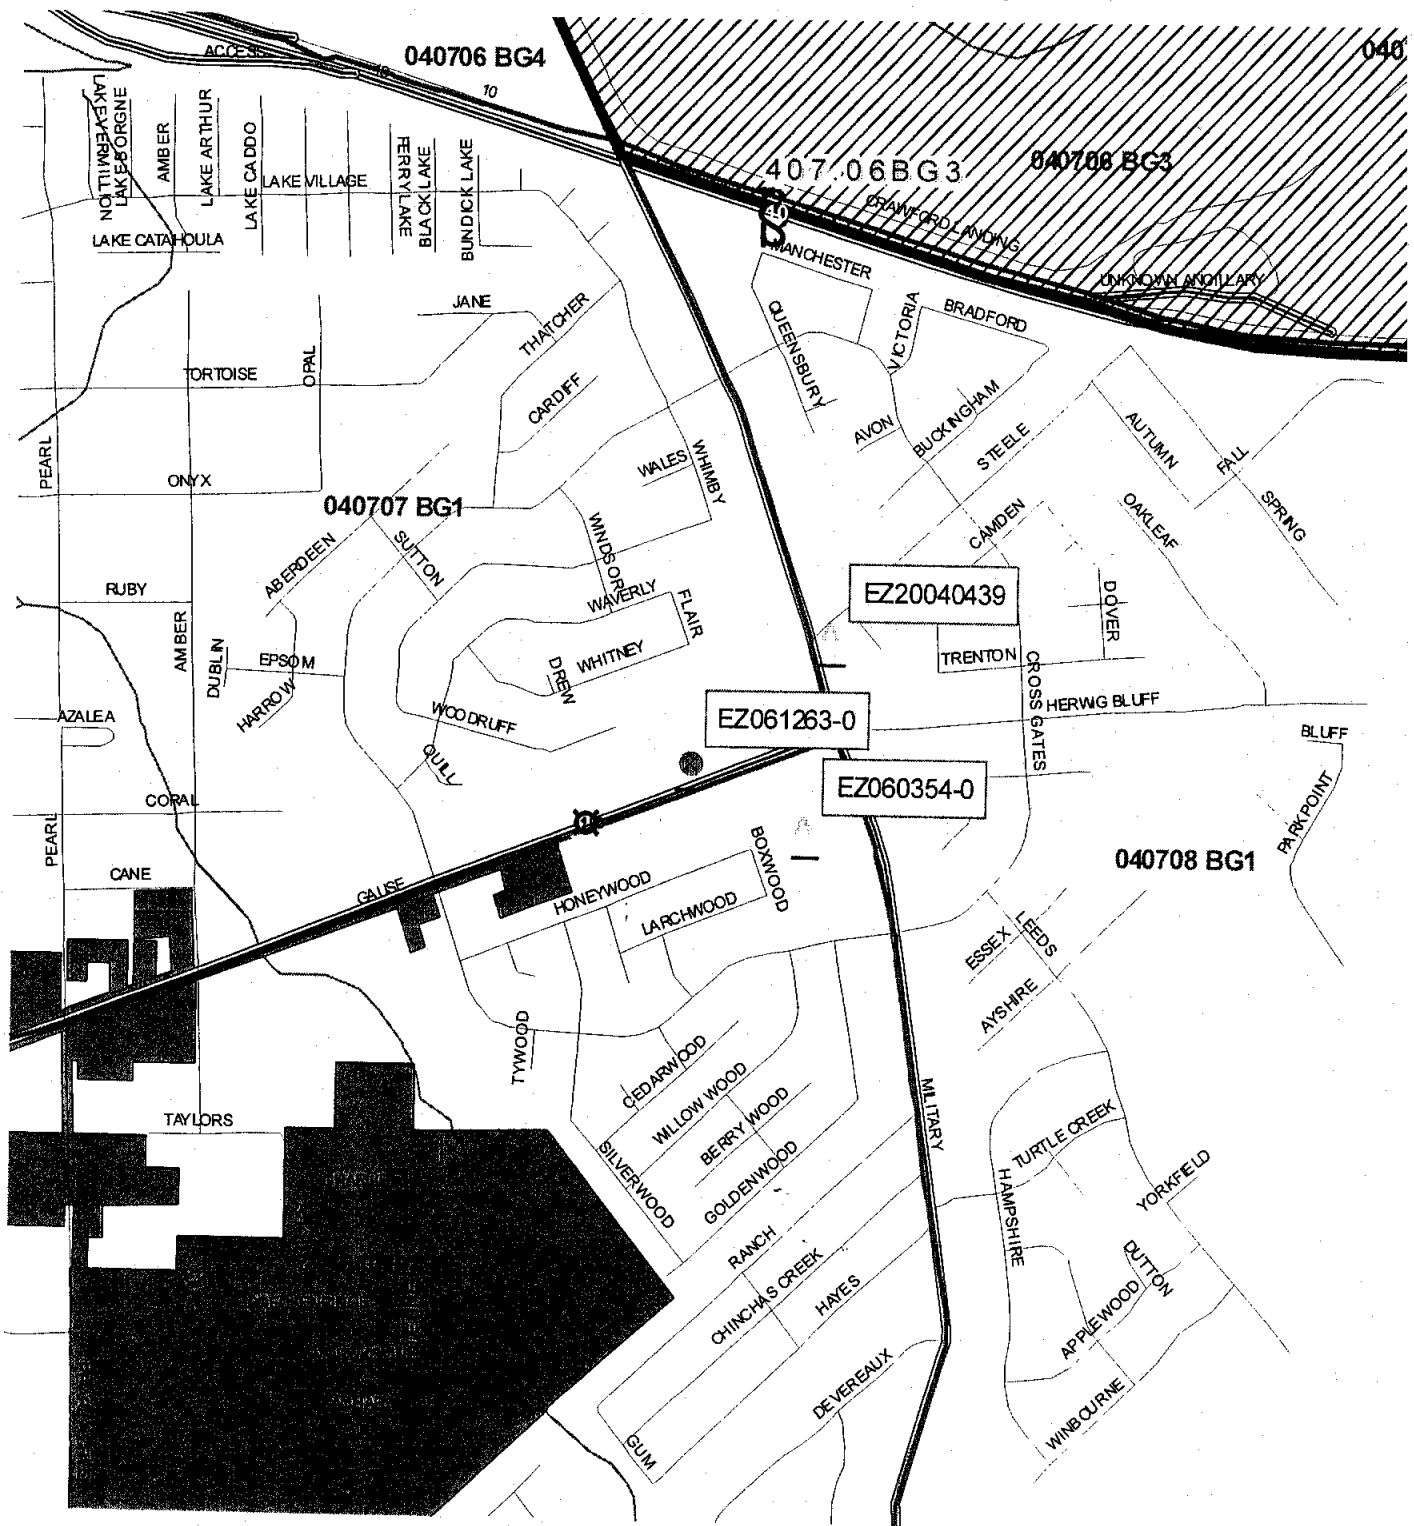 040706 BG4
040
ACCESS
10
10
407.06BG3
040706 BG3
LAKE VERMILLION
LAKE BORGNE
AMBER
LAKE ARTHUR
LAKE CADDO
LAKE VILLAGE
FERRY LAKE
BLACK LAKE
BUNDICK LAKE
LAKE CATAHOULA
CRAWFORD LANDING
MANCHESTER
UNKNOWN ANCILLARY
JANE
THATCHER
QUEENSBURY
VICTORIA
BRADFORD
TORTOISE
OPAL
CARDIFF
AVON
BUCKINGHAM
STEELE
AUTUMN
FALL
SPRING
PEARL
ONYX
WALES
WHIMBY
040707 BG1
ABERDEEN
SUTTON
WINDSOR
CAMDEN
OAKLEAF
RUBY
WAVERLY
FLAIR
EZ20040439
DOVER
AMBER
DUBLIN
EPSOM
HARROW
WHITNEY
DREW
TRENTON
CROSS GATES
HERWIG BLUFF
AZALEA
WOODRUFF
QUILL
EZ061263-0
EZ060354-0
BLUFF
PARKPOINT
CORAL
PEARL
CANE
GAUSE
HONEYWOOD
BOXWOOD
LARCHWOOD
040708 BG1
ESSEX
LEEDS
AYSHIRE
TYWOOD
CEDARWOOD
WILLOW WOOD
BERRY WOOD
GOLDENWOOD
SILVERWOOD
MILITARY
TAYLORS
TURTLE CREEK
YORKFIELD
HAMPSHIRE
RANCH
CHINCHAS CREEK
HAYES
DUTTON
APPLEWOOD
DEVEREAUX
WINBOURNE
GUM